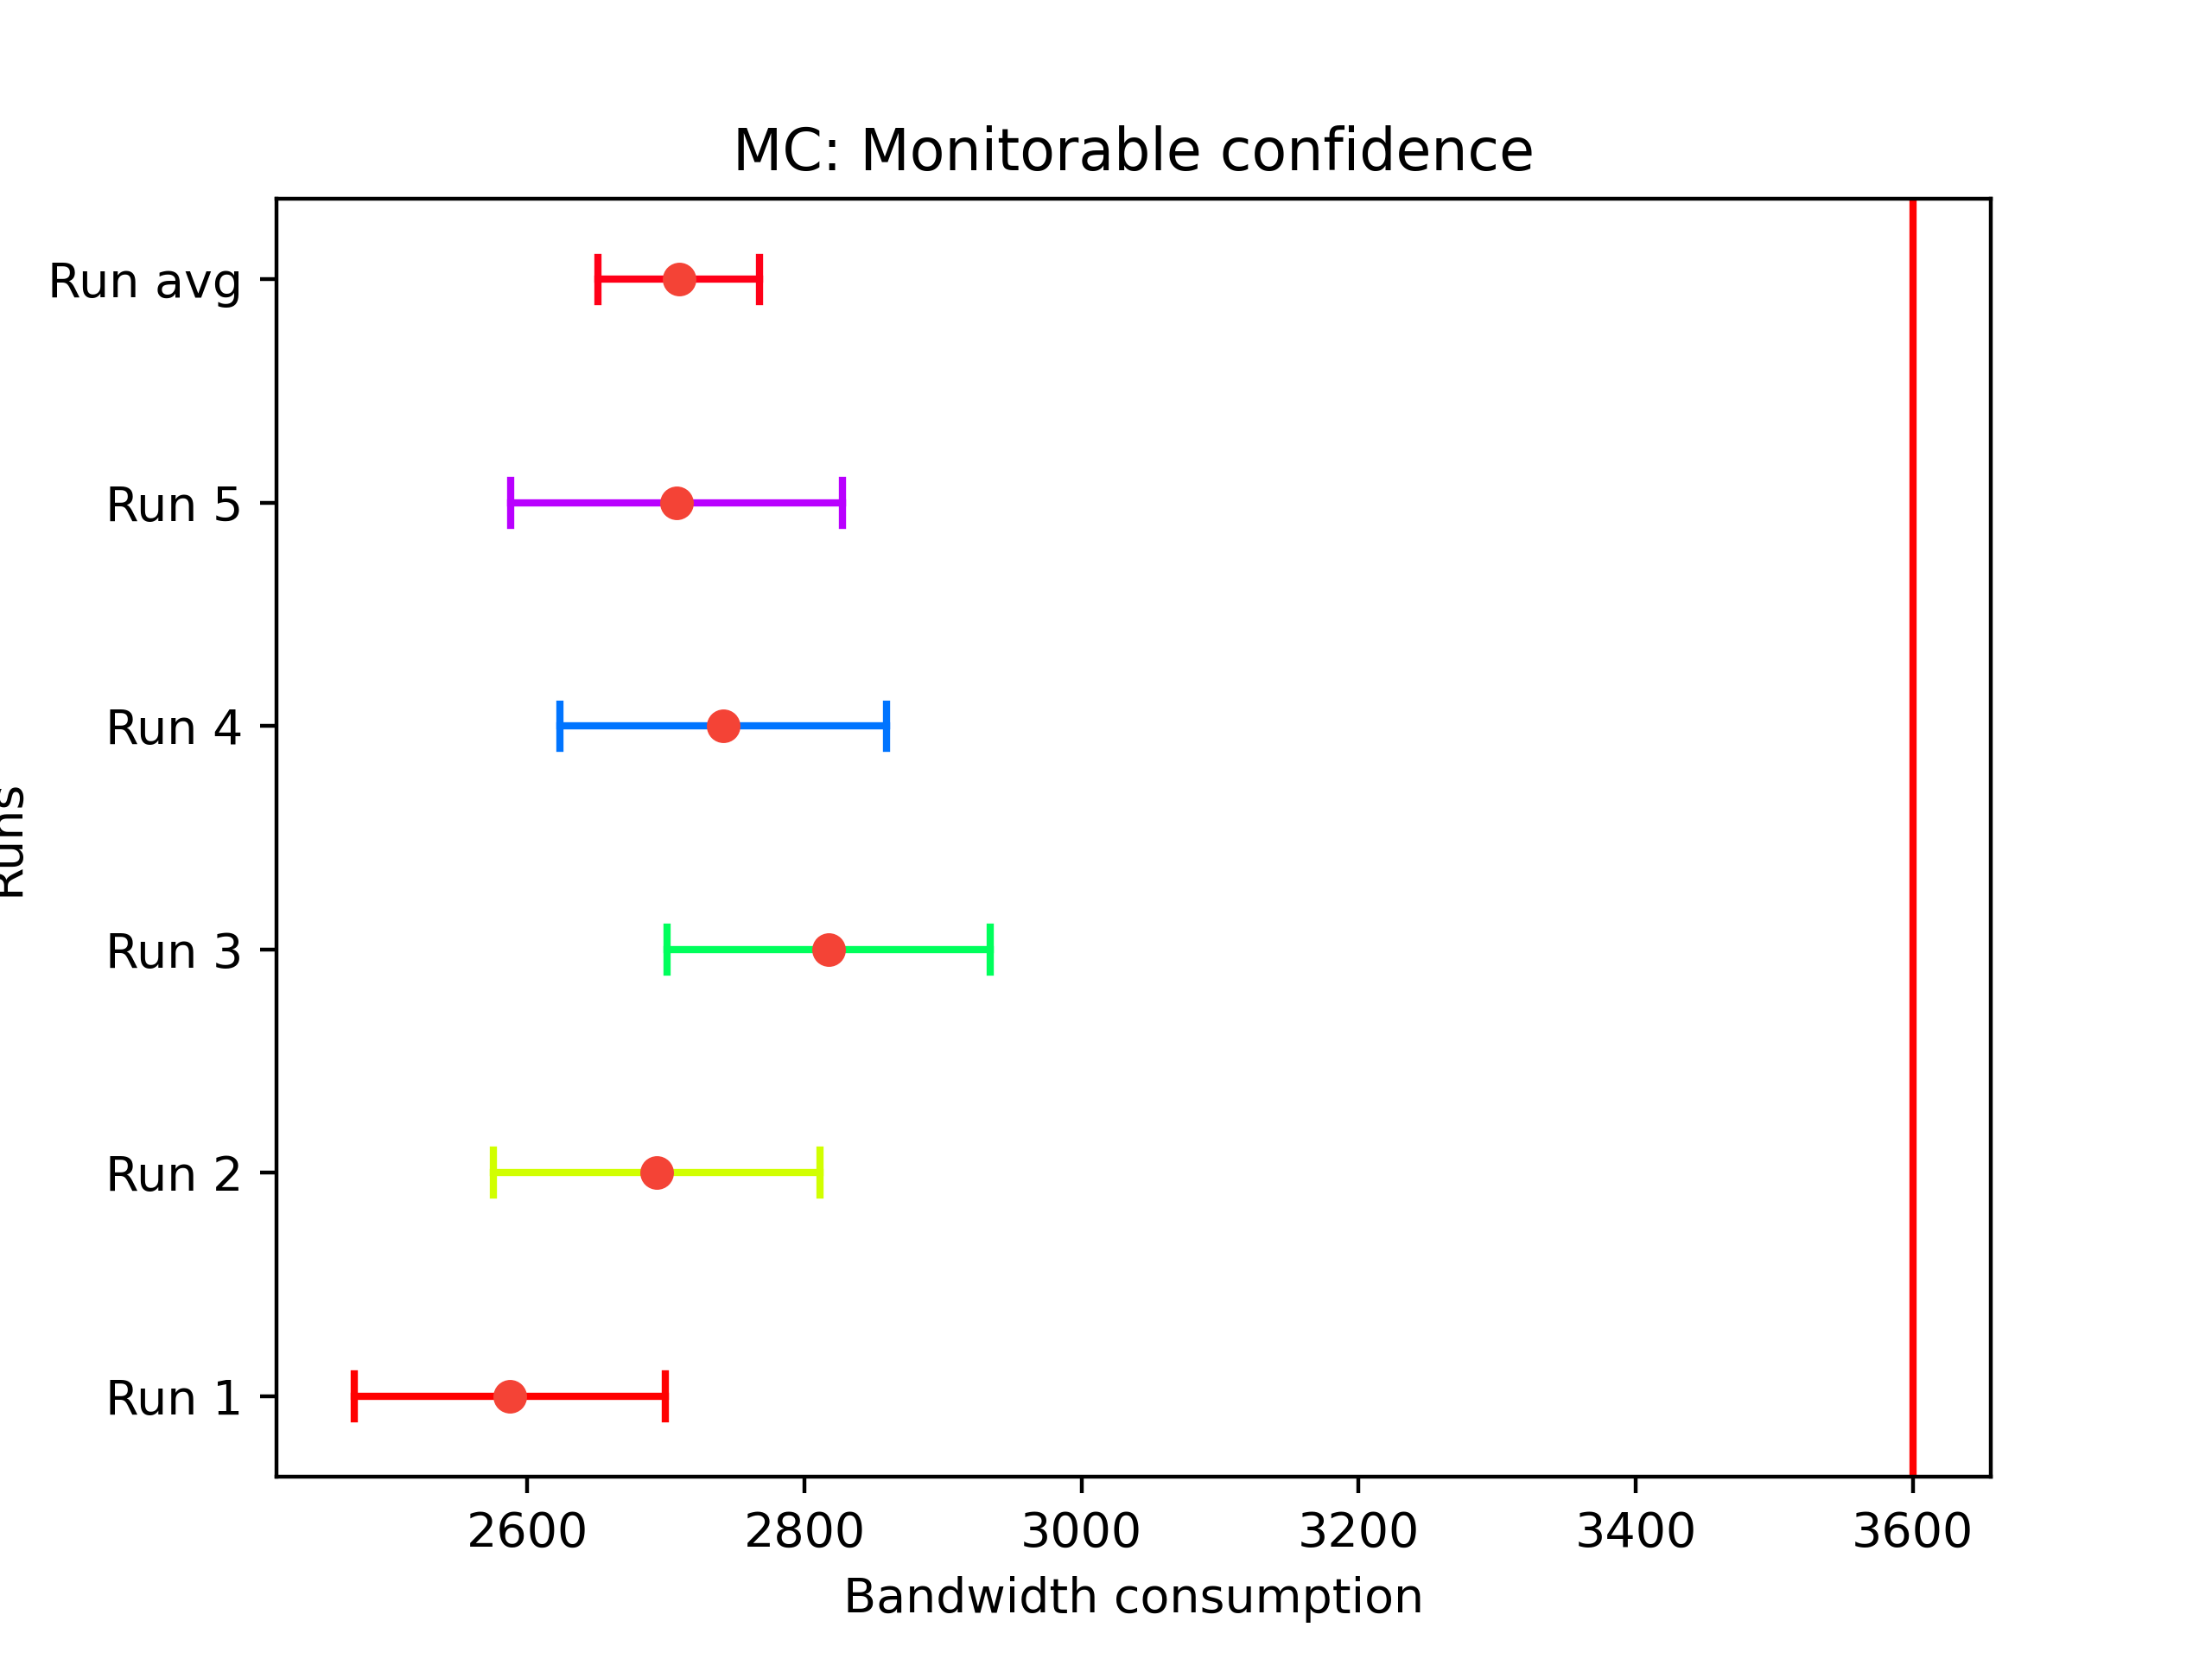 MC: Monitorable confidence
Run avg
Run 5
Run 4
Run 3
Run 2
Run 1
Runs
2600 2800 3000 3200 3400 3600
Bandwidth consumption